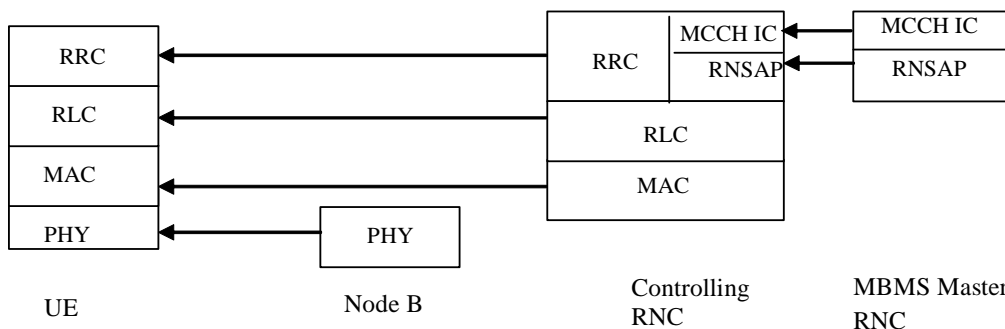 MCCH IC
MCCH IC
RRC
RRC
RNSAP
RNSAP
RLC
RLC
MAC
MAC
PHY
PHY
UE
Node B
Controlling
RNC
MBMS Master
RNC